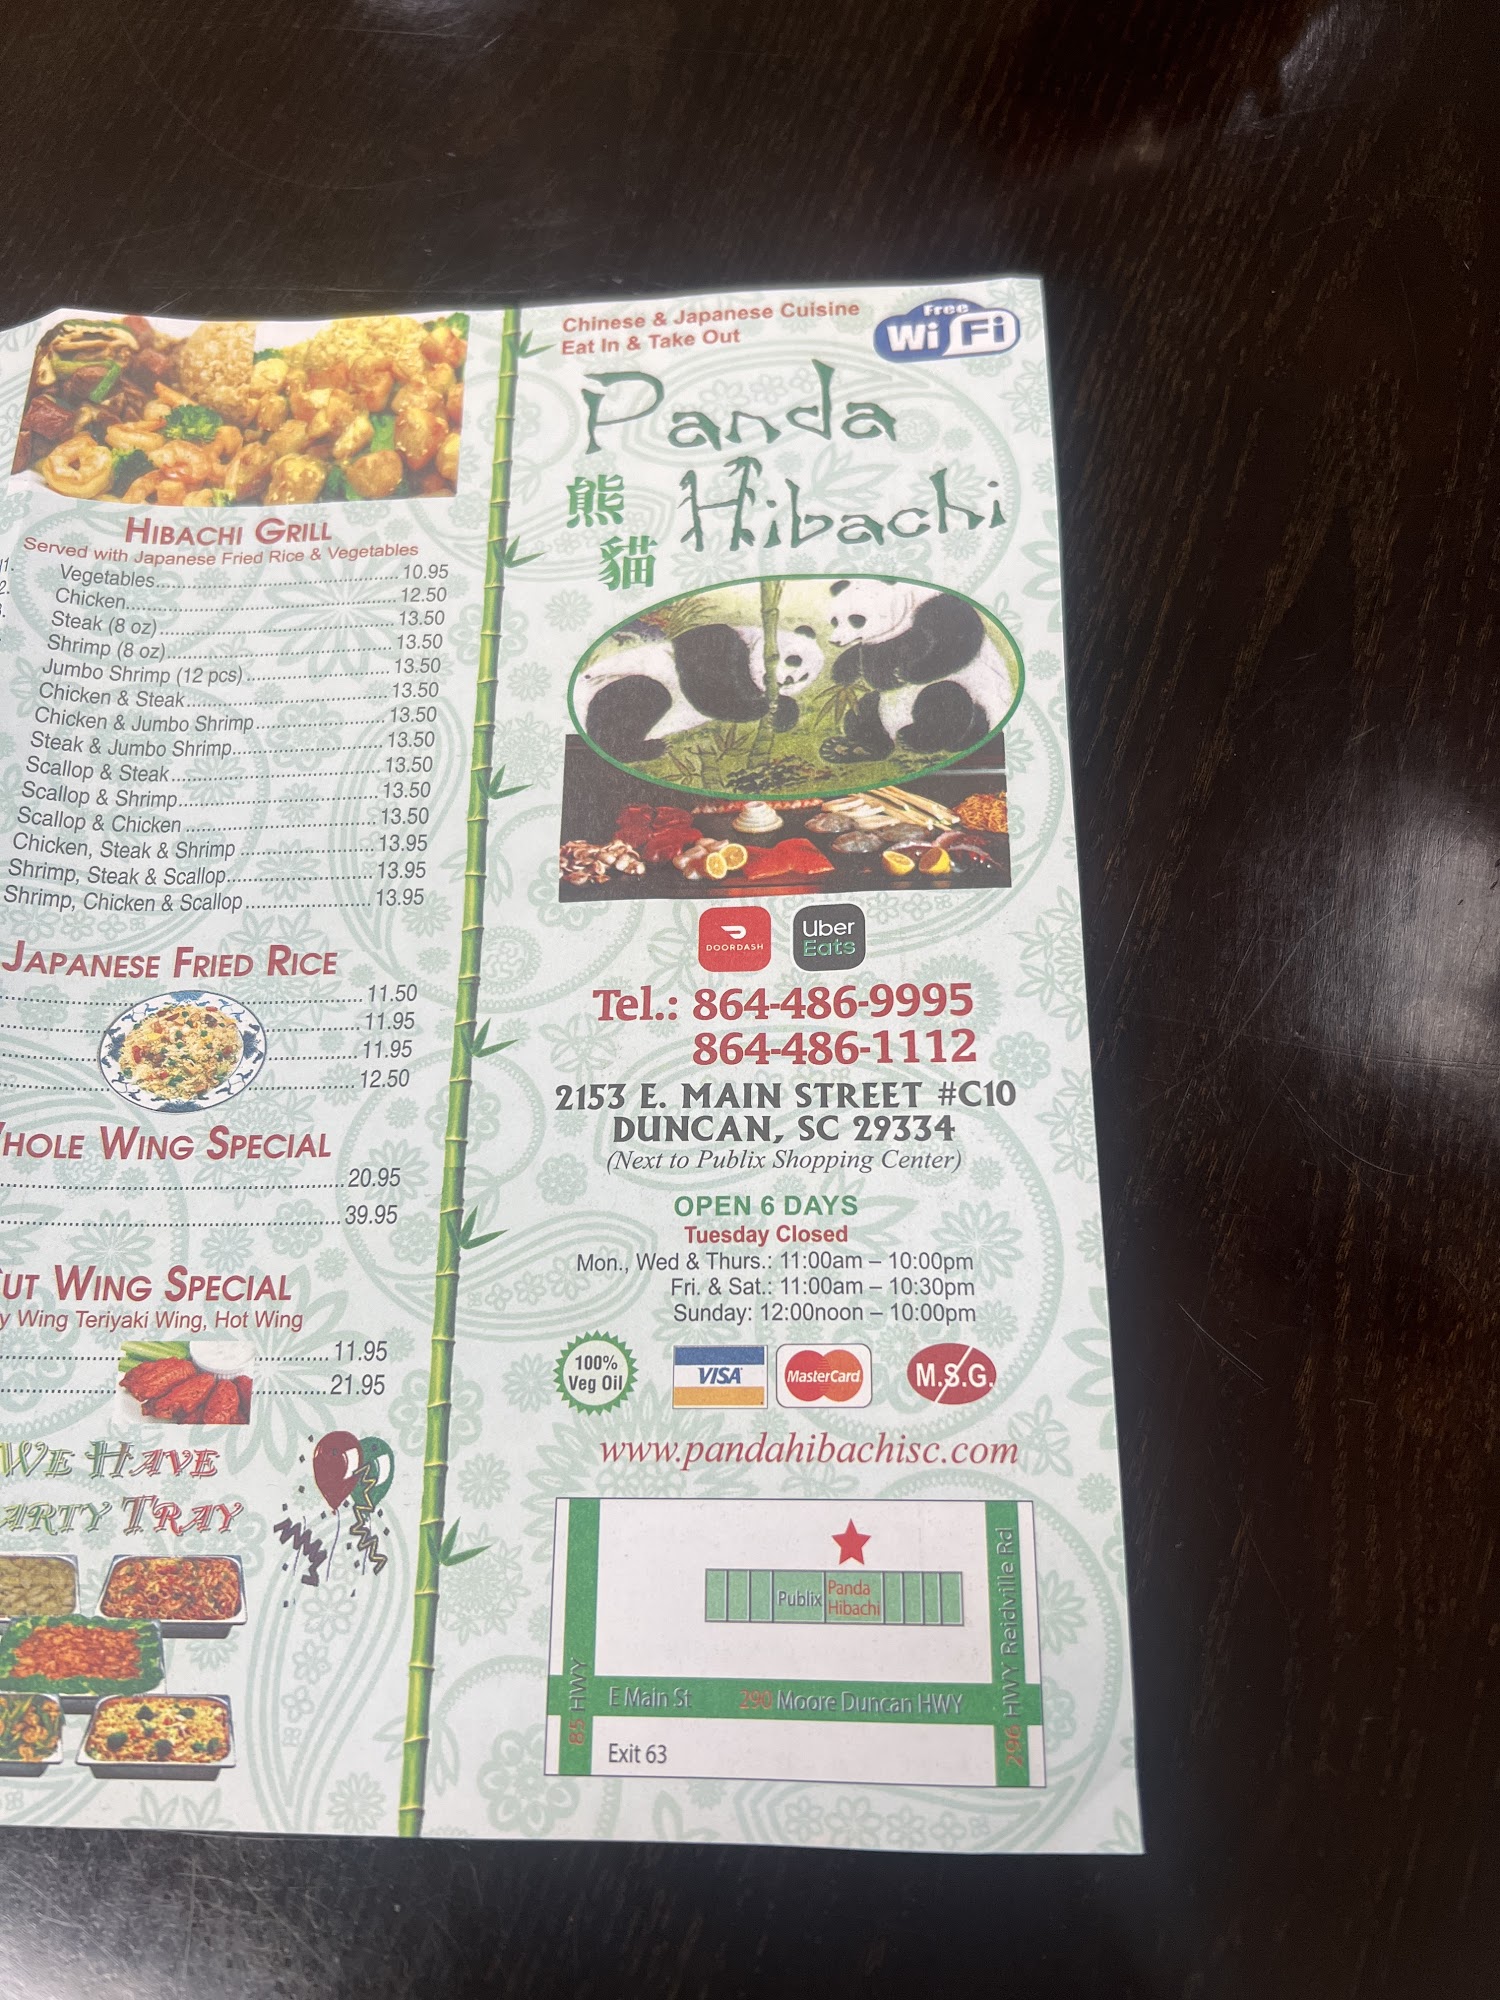 HIBACHI GRILL
Served with Japanese Fried Rice & Vegetables
Vegetables 10.95
Chicken 12.50
Steak (8 oz) 13.50
Shrimp (8 oz) 13.50
Jumbo Shrimp (12 pcs) 13.50
Chicken & Steak 13.50
Chicken & Jumbo Shrimp 13.50
Steak & Jumbo Shrimp 13.50
Scallop & Steak 13.50
Scallop & Shrimp 13.50
Scallop & Chicken 13.50
Chicken, Steak & Shrimp 13.95
Shrimp, Steak & Scallop 13.95
Shrimp, Chicken & Scallop 13.95
JAPANESE FRIED RICE
11.50
11.95
11.95
12.50
HOLE WING SPECIAL
20.95
39.95
UT WING SPECIAL
y Wing Teriyaki Wing, Hot Wing
11.95
21.95
WE HAVE
ARTY TRAY
Chinese & Japanese Cuisine
Eat In & Take Out
Free
Wi Fi
Panda
Hibachi
熊
貓
DOORDASH
Uber
Eats
Tel.: 864-486-9995
864-486-1112
2153 E. MAIN STREET #C10
DUNCAN, SC 29334
(Next to Publix Shopping Center)
OPEN 6 DAYS
Tuesday Closed
Mon., Wed & Thurs.: 11:00am – 10:00pm
Fri. & Sat.: 11:00am – 10:30pm
Sunday: 12:00noon – 10:00pm
100%
Veg Oil
VISA
MasterCard
M.S.G.
www.pandahibachisc.com
Publix
Panda
Hibachi
85 HWY
E Main St
290 Moore Duncan HWY
296 HWY Reidville Rd
Exit 63